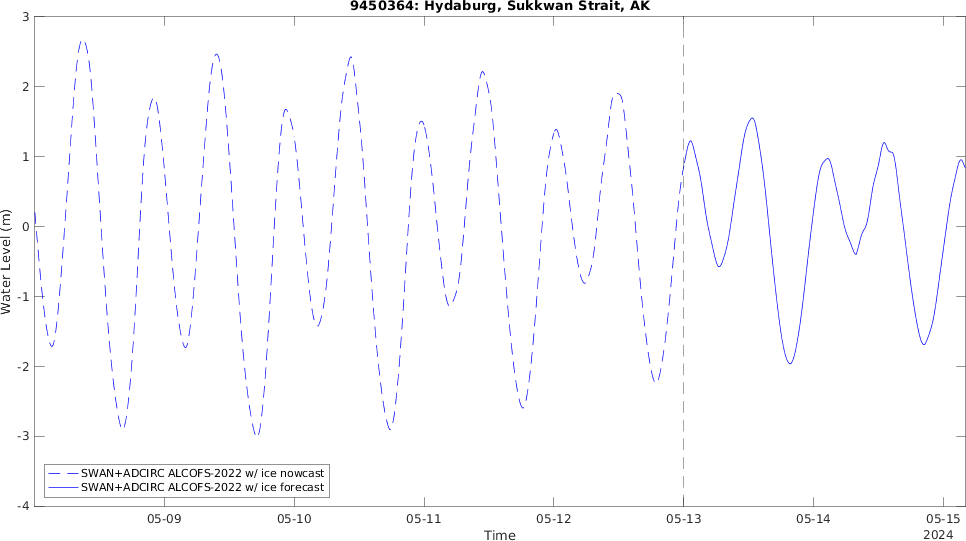 9450364: Hydaburg, Sukkwan Strait, AK
3
2
1
0
-1
-2
-3
-4
Water Level (m)
SWAN+ADCIRC ALCOFS-2022 w/ ice nowcast
SWAN+ADCIRC ALCOFS-2022 w/ ice forecast
05-09 05-10 05-11 05-12 05-13 05-14 05-15
Time
2024